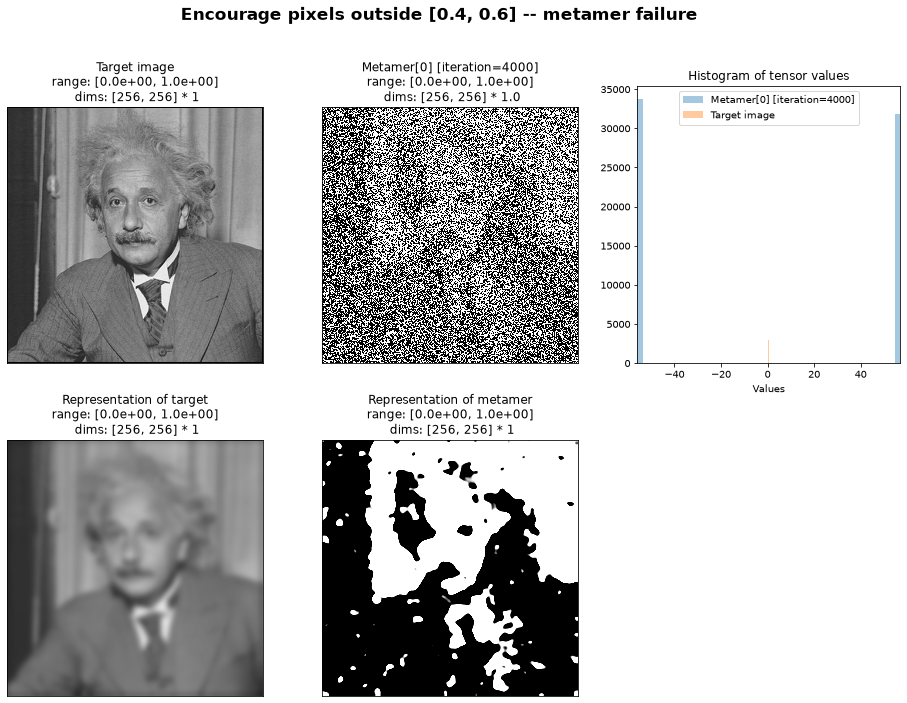 Encourage pixels outside [0.4, 0.6] -- metamer failure
Target image
range: [0.0e+00, 1.0e+00]
dims: [256, 256] * 1
Metamer[0] [iteration=4000]
range: [0.0e+00, 1.0e+00]
dims: [256, 256] * 1.0
Histogram of tensor values
Metamer[0] [iteration=4000]
Target image
35000
30000
25000
20000
15000
10000
5000
0
−40
−20
0
20
40
Values
Representation of target
range: [0.0e+00, 1.0e+00]
dims: [256, 256] * 1
Representation of metamer
range: [0.0e+00, 1.0e+00]
dims: [256, 256] * 1